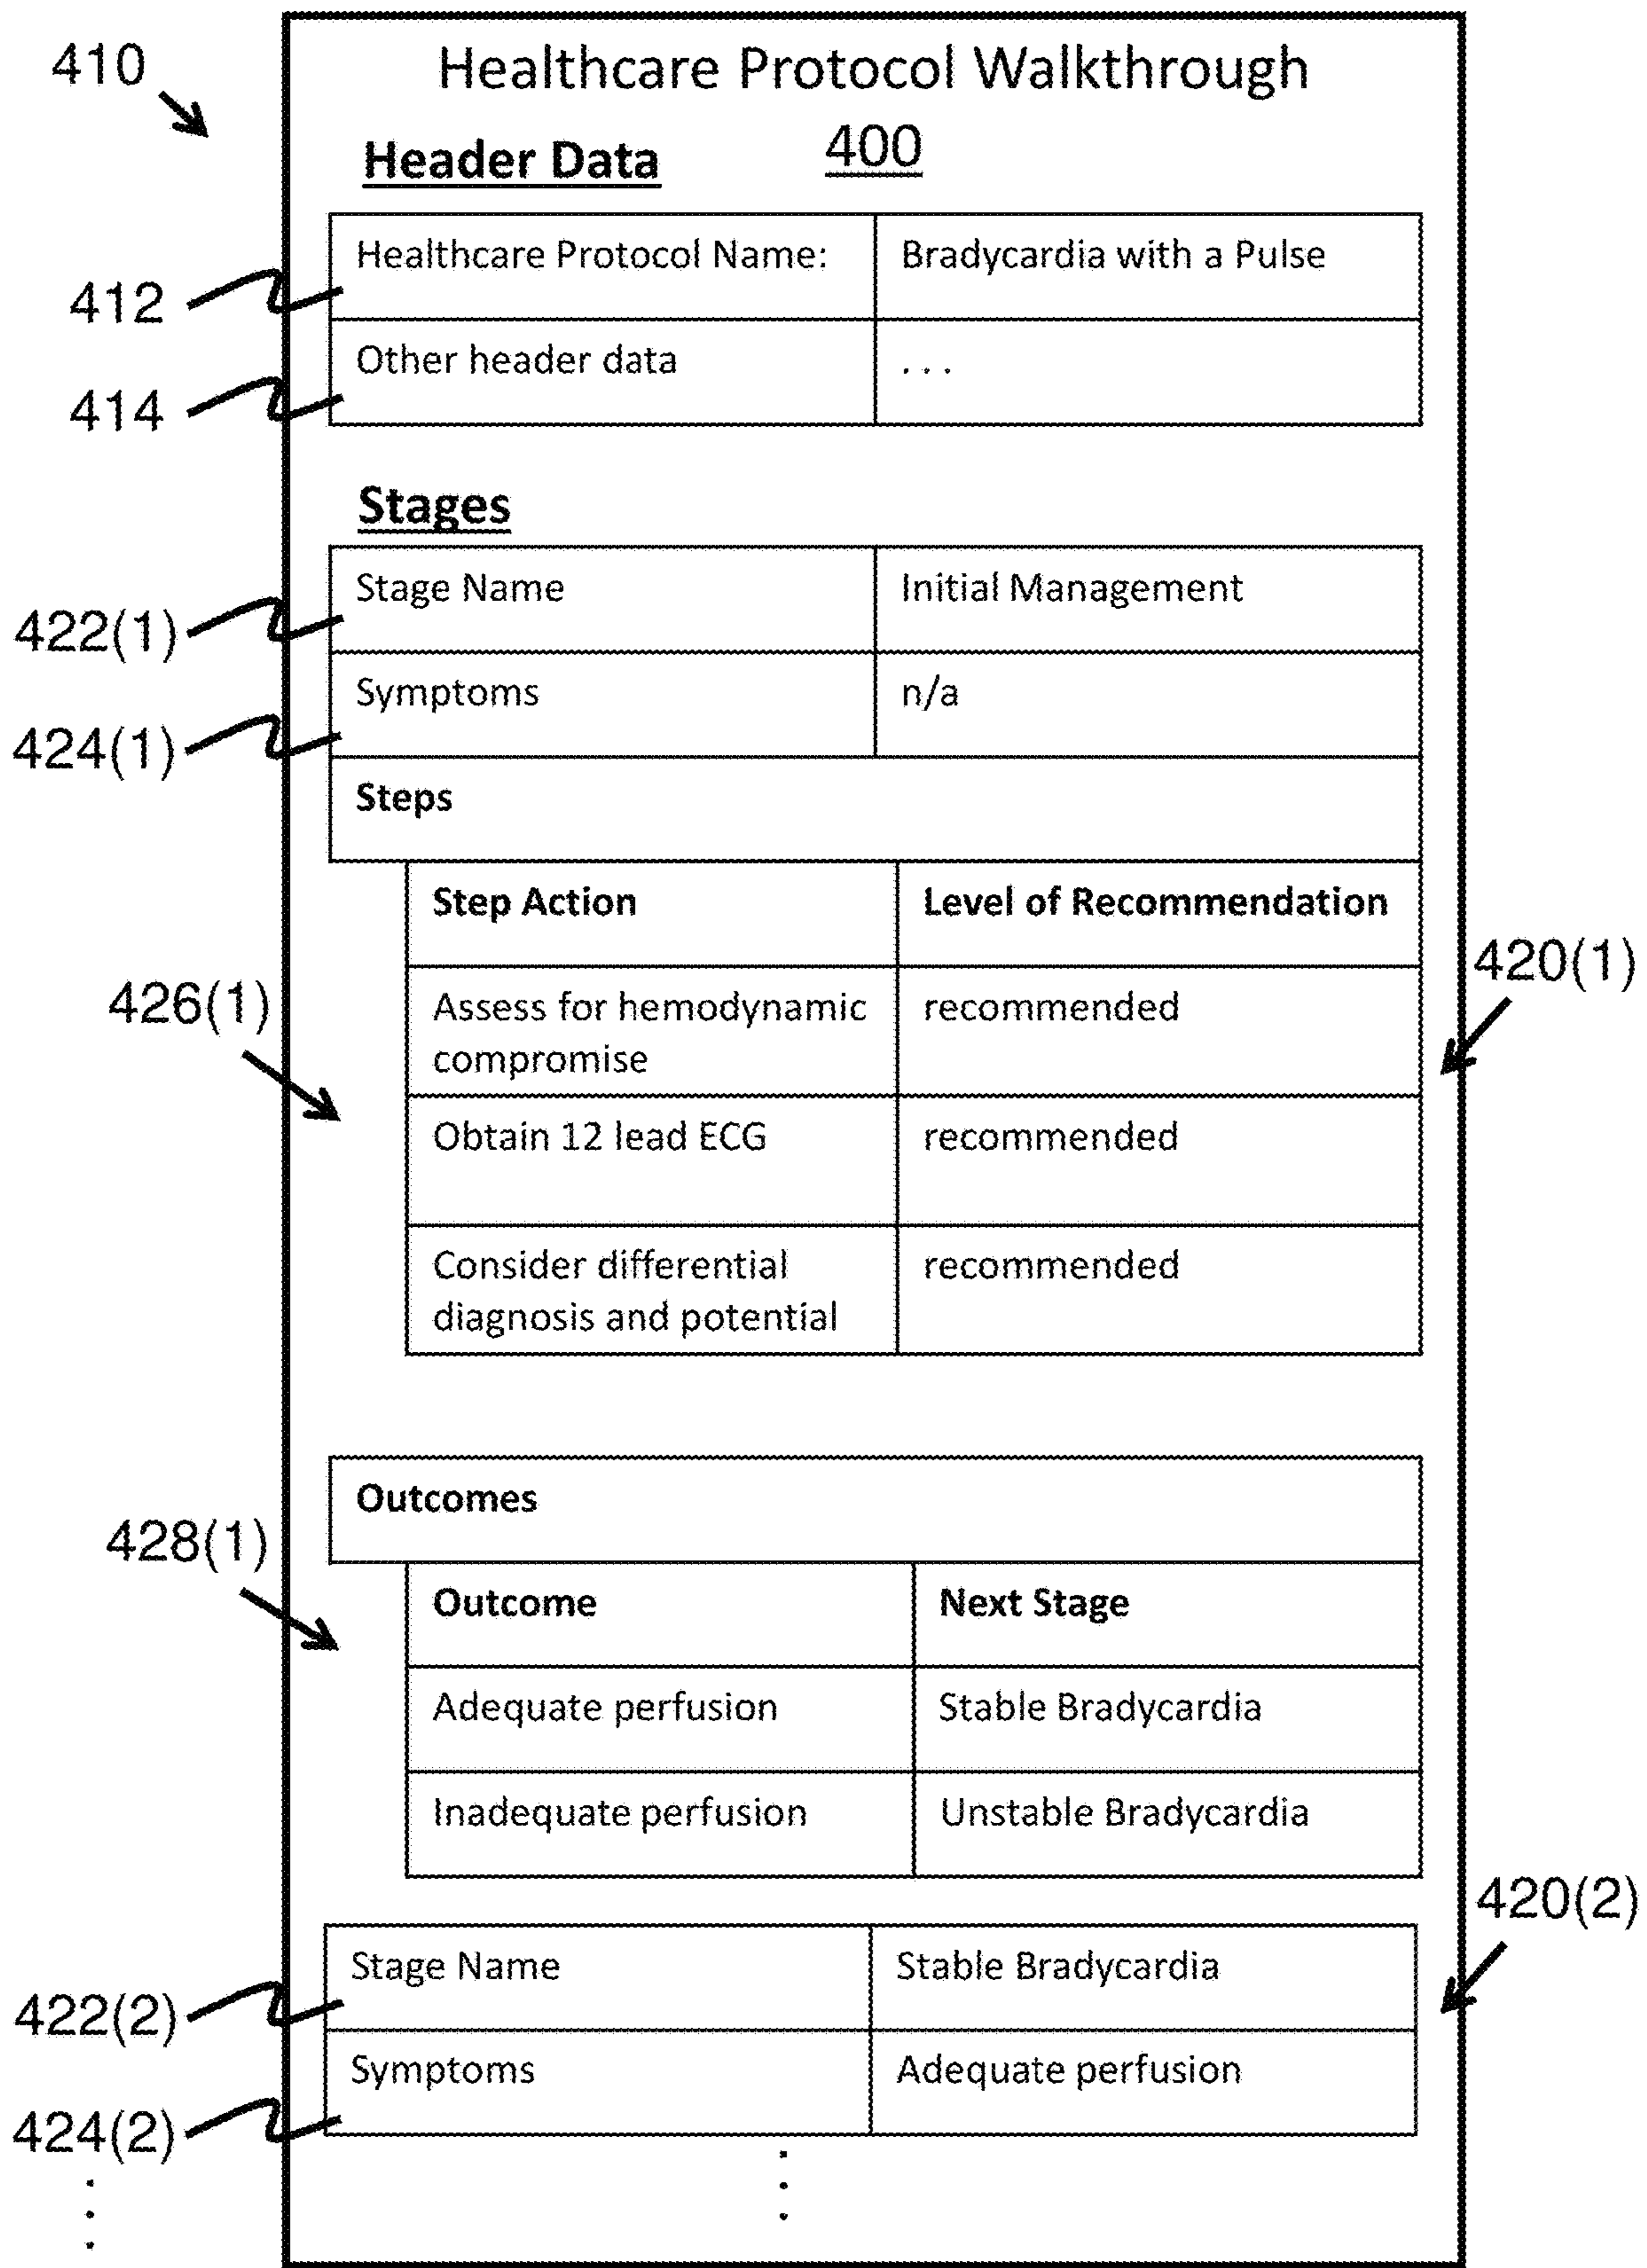 410
Healthcare Protocol Walkthrough
400
Header Data
Healthcare Protocol Name: Bradycardia with a Pulse
412
Other header data . . .
414
Stages
Stage Name Initial Management
422(1)
Symptoms n/a
424(1)
Steps
Step Action Level of Recommendation
420(1)
426(1)
Assess for hemodynamic recommended
compromise
Obtain 12 lead ECG recommended
Consider differential recommended
diagnosis and potential
Outcomes
428(1)
Outcome Next Stage
Adequate perfusion Stable Bradycardia
Inadequate perfusion Unstable Bradycardia
420(2)
Stage Name Stable Bradycardia
422(2)
Symptoms Adequate perfusion
424(2)